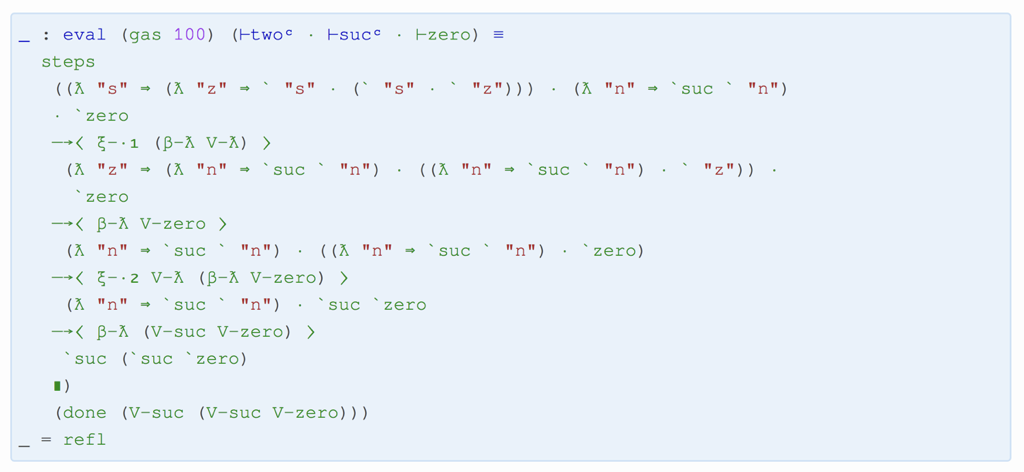 _ : eval (gas 100) (⊢twoᶜ · ⊢sucᶜ · ⊢zero) ≡
steps
((ƛ "s" ⇒ (ƛ "z" ⇒ ` "s" · (` "s" · ` "z"))) · (ƛ "n" ⇒ `suc ` "n")
· `zero
—→⟨ ξ-·₁ (β-ƛ V-ƛ) ⟩
(ƛ "z" ⇒ (ƛ "n" ⇒ `suc ` "n") · ((ƛ "n" ⇒ `suc ` "n") · ` "z")) ·
`zero
—→⟨ β-ƛ V-zero ⟩
(ƛ "n" ⇒ `suc ` "n") · ((ƛ "n" ⇒ `suc ` "n") · `zero)
—→⟨ ξ-·₂ V-ƛ (β-ƛ V-zero) ⟩
(ƛ "n" ⇒ `suc ` "n") · `suc `zero
—→⟨ β-ƛ (V-suc V-zero) ⟩
`suc (`suc `zero)
∎)
(done (V-suc (V-suc V-zero)))
_ = refl